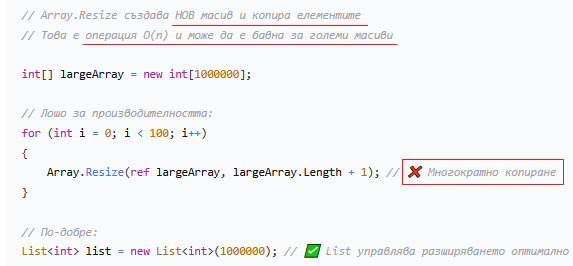 // Array.Resize създава НОВ масив и копира елементите
// Това е операция O(n) и може да е бавна за големи масиви
int[] largeArray = new int[1000000];
// Лошо за производителността:
for (int i = 0; i < 100; i++)
{
Array.Resize(ref largeArray, largeArray.Length + 1); // ❌ Многократно копиране
}
// По-добре:
List<int> list = new List<int>(1000000); // ✅ List управлява разширяването оптимално